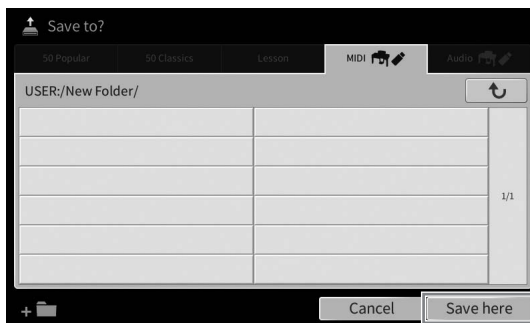 Save to?
50 Popular
50 Classics
Lesson
MIDI
Audio
USER:/New Folder/
1/1
+
Cancel
Save here